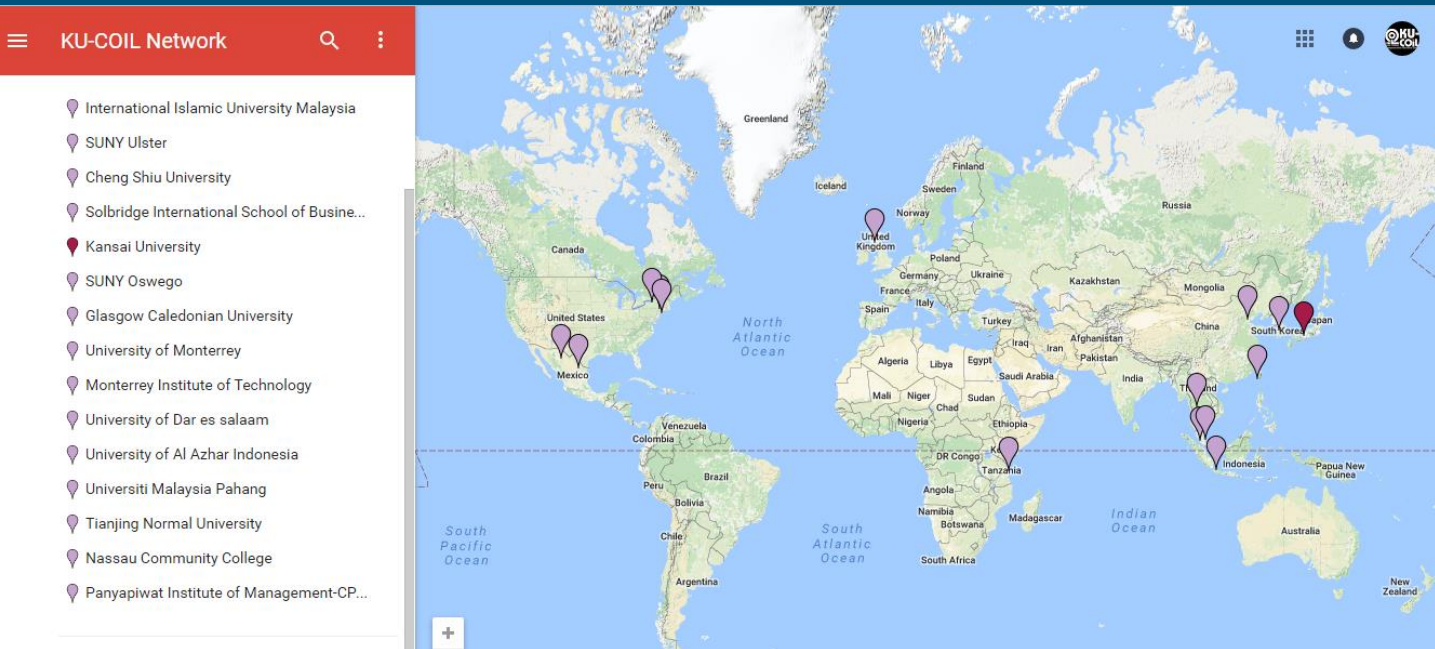 KU-COIL Network
International Islamic University Malaysia
SUNY Ulster
Cheng Shiu University
Solbridge International School of Busine...
Kansai University
SUNY Oswego
Glasgow Caledonian University
University of Monterrey
Monterrey Institute of Technology
University of Dar es salaam
University of Al Azhar Indonesia
Universiti Malaysia Pahang
Tianjing Normal University
Nassau Community College
Panyapiwat Institute of Management-CP...
@KU-COIL
Greenland
Iceland
Finland
Sweden
Norway
Russia
United
Kingdom
Canada
Poland
Germany
Ukraine
Kazakhstan
Mongolia
France
Italy
Spain
Turkey
United States
North
Atlantic
Ocean
China
South Korea
Japan
Iraq
Iran
Afghanistan
Pakistan
Algeria
Libya
Egypt
Saudi Arabia
India
Mexico
Mali
Niger
Chad
Sudan
Thailand
Nigeria
Ethiopia
Venezuela
Colombia
DR Congo
Ke
Tanzania
Indonesia
Papua New
Guinea
Brazil
Peru
Angola
Bolivia
Namibia
Botswana
Madagascar
Indian
Ocean
South
Pacific
Ocean
Chile
South
Atlantic
Ocean
South Africa
Australia
Argentina
New
Zealand
+